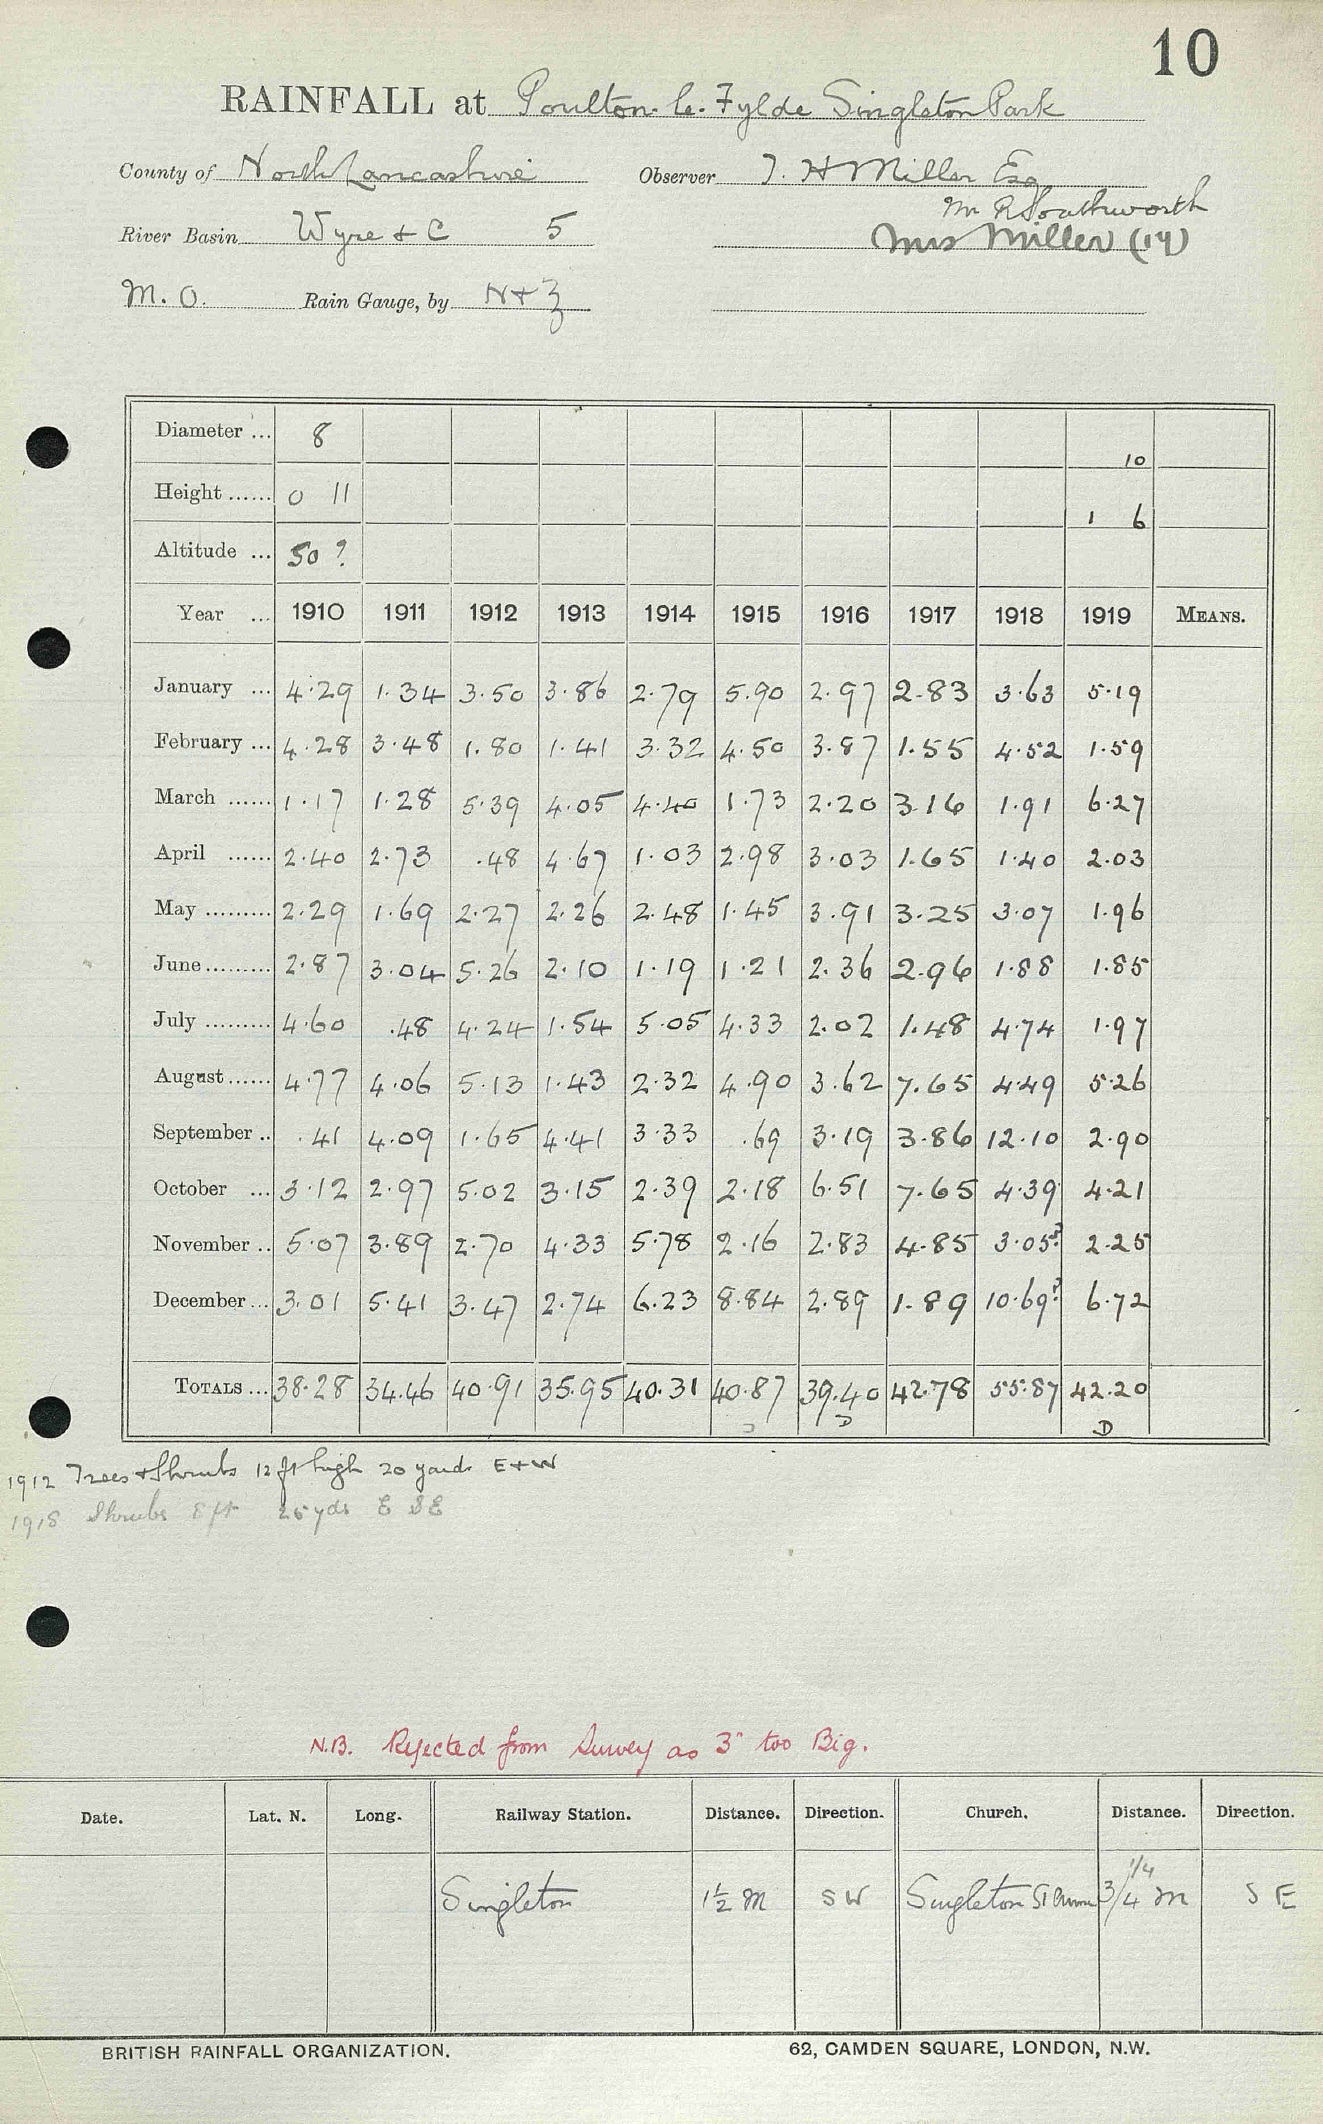 10
RAINFALL at Poulton-le-Fylde Singleton Park
County of North Lancashire Observer T. H Miller Esq
Mr R Southworth
River Basin Wyre & C 5 Mrs Miller (19)
M. O. Rain Gauge, by N + Z
Diameter ... 8 10
Height ...... 0 11 1 6
Altitude ... 50 ?
Year ... 1910 1911 1912 1913 1914 1915 1916 1917 1918 1919 MEANS.
January ... 4.29 1.34 3.50 3.86 2.79 5.90 2.97 2.83 3.63 5.19
February ... 4.28 3.48 1.80 1.41 3.32 4.50 3.87 1.55 4.52 1.59
March ...... 1.17 1.28 5.39 4.05 4.40 1.73 2.20 3.16 1.91 6.27
April ...... 2.40 2.73 .48 4.67 1.03 2.98 3.03 1.65 1.40 2.03
May ......... 2.29 1.69 2.27 2.26 2.48 1.45 3.91 3.25 3.07 1.96
June ......... 2.87 3.04 5.26 2.10 1.19 1.21 2.36 2.96 1.88 1.85
July ......... 4.60 .48 4.24 1.54 5.05 4.33 2.02 1.48 4.74 1.97
August ...... 4.77 4.06 5.13 1.43 2.32 4.90 3.62 7.65 4.49 5.26
September .. .41 4.09 1.65 4.41 3.33 .69 3.19 3.86 12.10 2.90
October ... 3.12 2.97 5.02 3.15 2.39 2.18 6.51 7.65 4.39 4.21
November .. 5.07 3.89 2.70 4.33 5.78 2.16 2.83 4.85 3.05? 2.25
December ... 3.01 5.41 3.47 2.74 6.23 8.84 2.89 1.89 10.69? 6.72
TOTALS ... 38.28 34.46 40.91 35.95 40.31 40.87 39.40 42.78 55.87 42.20
D D
1912 Trees & Shrubs 12 ft high 20 yards E + W
1918 Shrubs 8 ft 25 yds E SE
N.B. Rejected from Survey as 3" too Big.
Date. Lat. N. Long. Railway Station. Distance. Direction. Church. Distance. Direction.
1/4
Singleton 1½ M SW Singleton St 3/4 M S E
BRITISH RAINFALL ORGANIZATION. 62, CAMDEN SQUARE, LONDON, N.W.